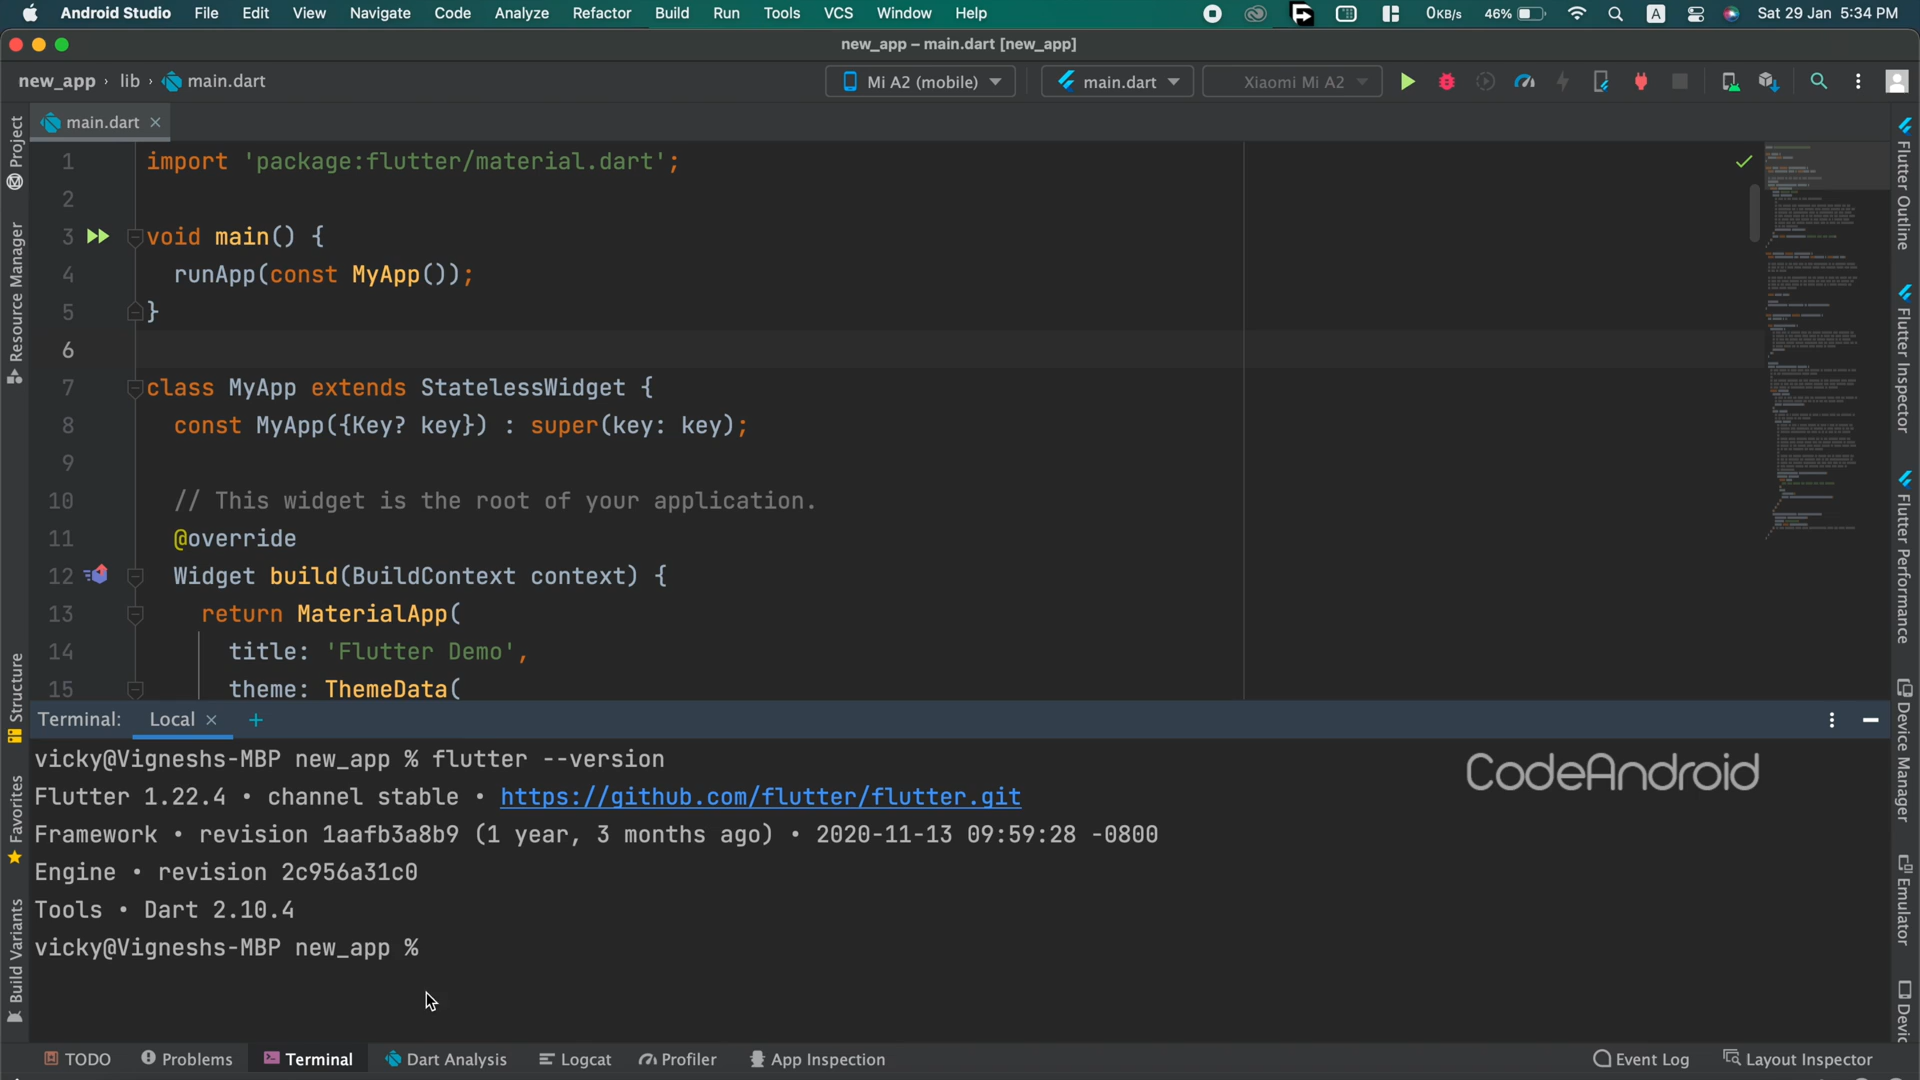 Android Studio File Edit View Navigate Code Analyze Refactor Build Run Tools VCS Window Help 0KB/s 46% A Sat 29 Jan 5:34 PM
new_app – main.dart [new_app]
new_app › lib › main.dart Mi A2 (mobile) main.dart Xiaomi Mi A2
main.dart
Project
Resource Manager
Structure
Favorites
Build Variants
1 import 'package:flutter/material.dart';
2
3 void main() {
4 runApp(const MyApp());
5 }
6
7 class MyApp extends StatelessWidget {
8 const MyApp({Key? key}) : super(key: key);
9
10 // This widget is the root of your application.
11 @override
12 Widget build(BuildContext context) {
13 return MaterialApp(
14 title: 'Flutter Demo',
15 theme: ThemeData(
Flutter Outline
Flutter Inspector
Flutter Performance
Device Manager
Emulator
Terminal: Local × +
vicky@Vigneshs-MBP new_app % flutter --version
CodeAndroid
Flutter 1.22.4 • channel stable • https://github.com/flutter/flutter.git
Framework • revision 1aafb3a8b9 (1 year, 3 months ago) • 2020-11-13 09:59:28 -0800
Engine • revision 2c956a31c0
Tools • Dart 2.10.4
vicky@Vigneshs-MBP new_app %
TODO Problems Terminal Dart Analysis Logcat Profiler App Inspection Event Log Layout Inspector